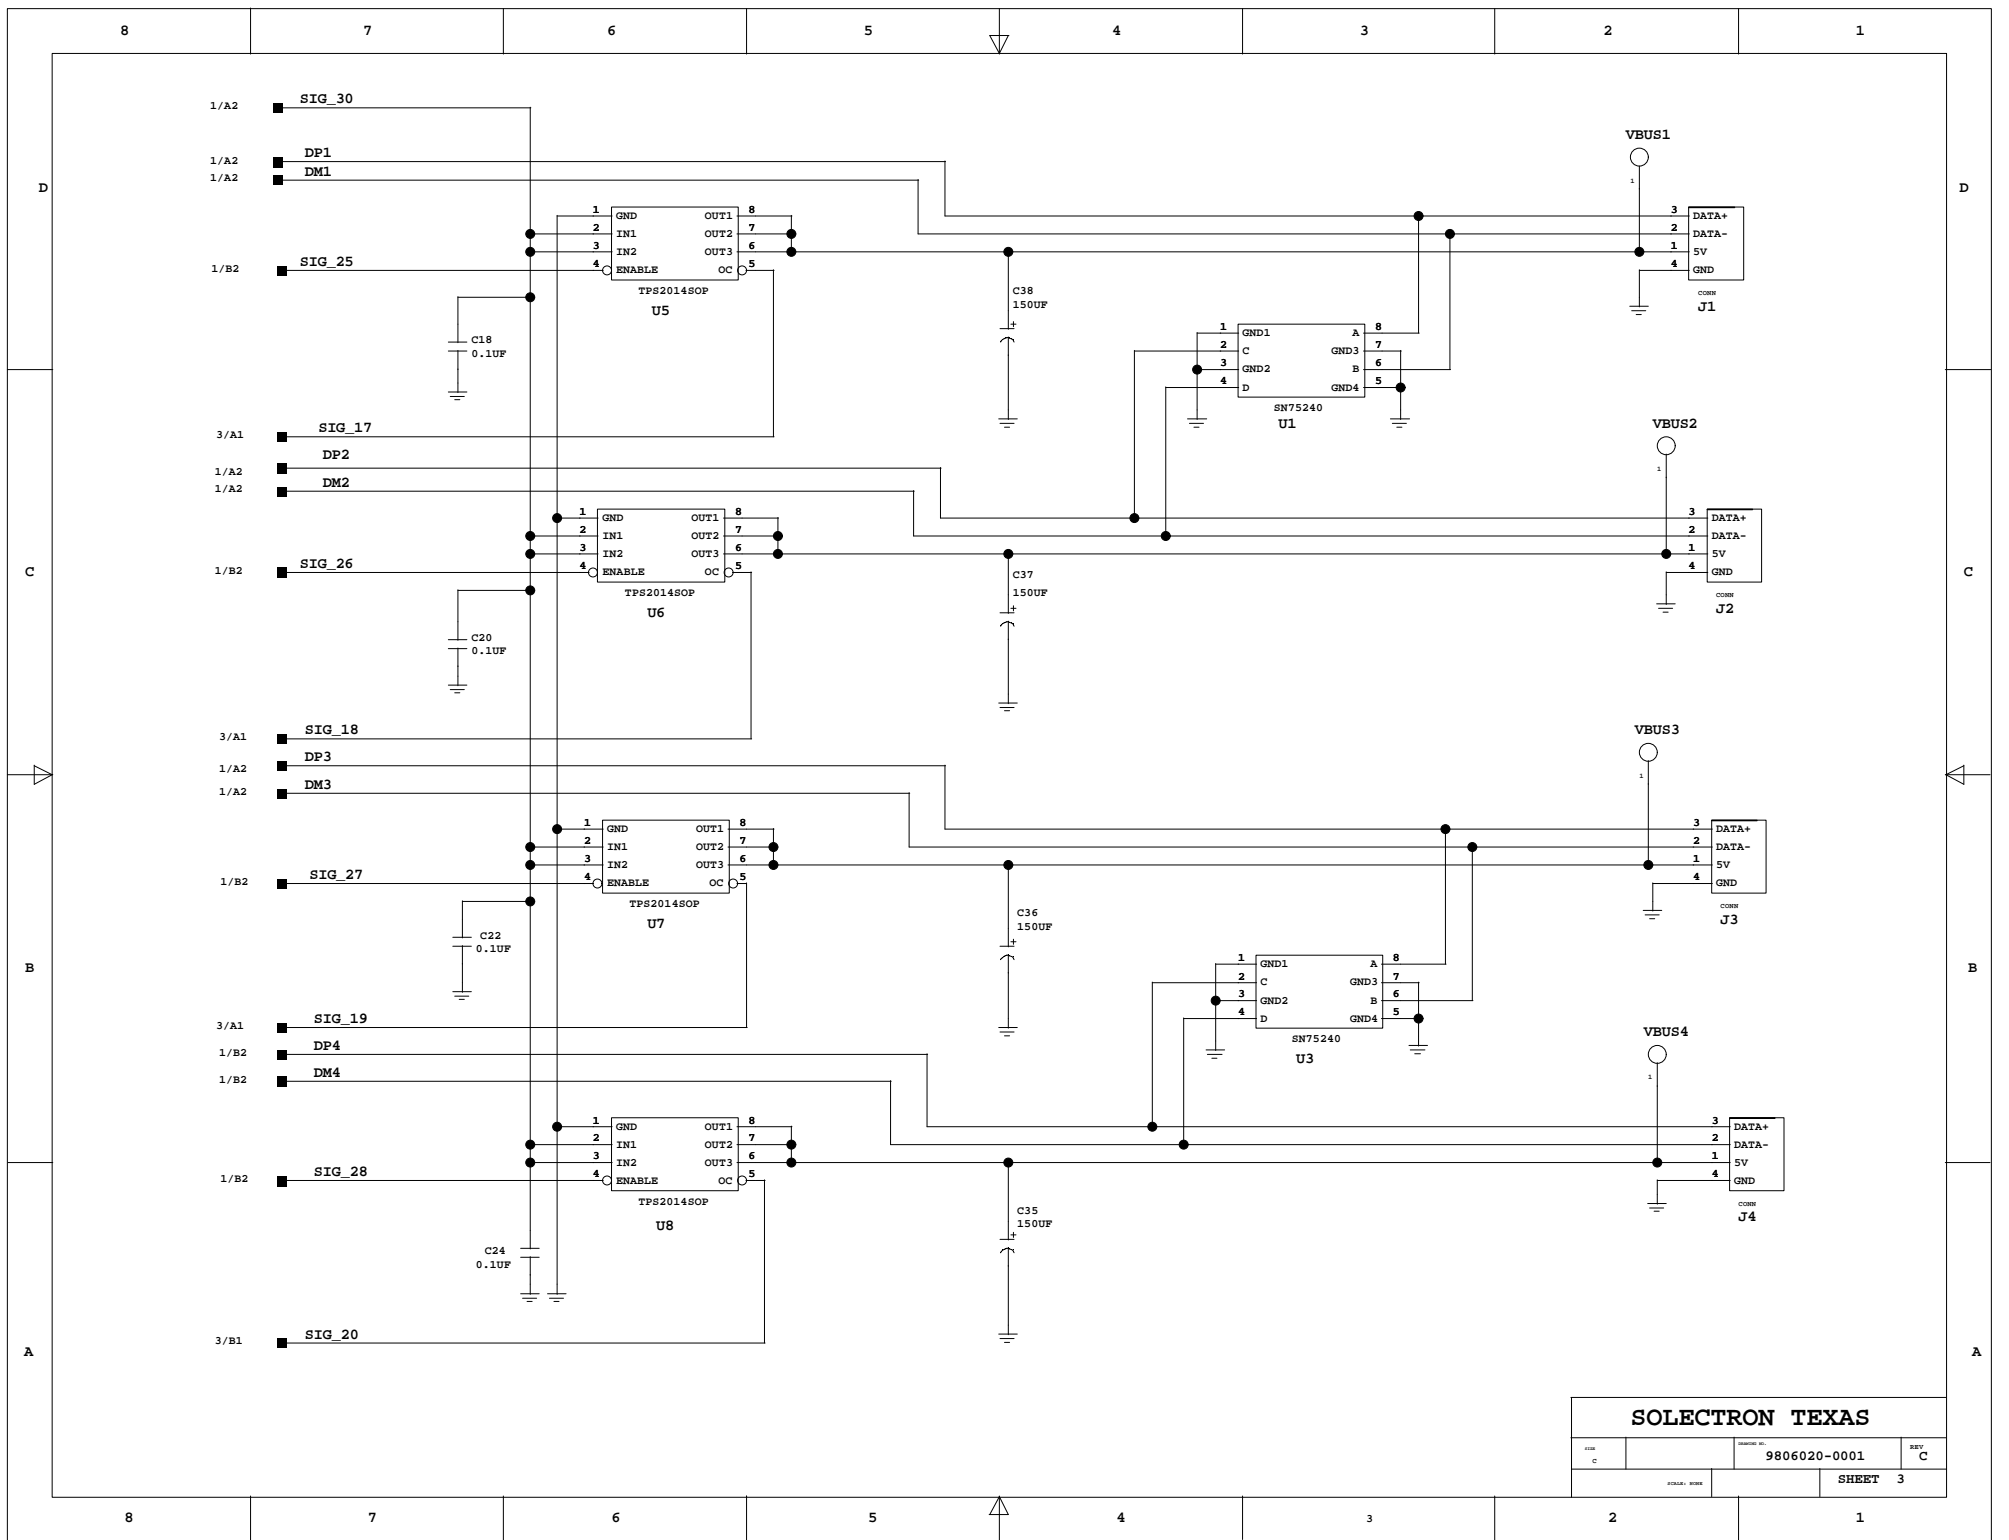 8 7 6 5 4 3 2 1
D D
1/A2 SIG_30
1/A2 DP1
1/A2 DM1
VBUS1
1
1 GND OUT1 8
2 IN1 OUT2 7
3 IN2 OUT3 6
4 ENABLE OC 5
TPS2014SOP
U5
1/B2 SIG_25
3 DATA+
2 DATA-
1 5V
4 GND
CONN
J1
C38
150UF
+
C18
0.1UF
1 GND1 A 8
2 C GND3 7
3 GND2 B 6
4 D GND4 5
SN75240
U1
3/A1 SIG_17
1/A2 DP2
1/A2 DM2
VBUS2
1
1 GND OUT1 8
2 IN1 OUT2 7
3 IN2 OUT3 6
4 ENABLE OC 5
TPS2014SOP
U6
C C
1/B2 SIG_26
3 DATA+
2 DATA-
1 5V
4 GND
CONN
J2
C37
150UF
+
C20
0.1UF
3/A1 SIG_18
1/A2 DP3
1/A2 DM3
VBUS3
1
1 GND OUT1 8
2 IN1 OUT2 7
3 IN2 OUT3 6
4 ENABLE OC 5
TPS2014SOP
U7
1/B2 SIG_27
3 DATA+
2 DATA-
1 5V
4 GND
CONN
J3
C36
150UF
+
C22
0.1UF
B B
1 GND1 A 8
2 C GND3 7
3 GND2 B 6
4 D GND4 5
SN75240
U3
3/A1 SIG_19
1/B2 DP4
1/B2 DM4
VBUS4
1
1 GND OUT1 8
2 IN1 OUT2 7
3 IN2 OUT3 6
4 ENABLE OC 5
TPS2014SOP
U8
1/B2 SIG_28
3 DATA+
2 DATA-
1 5V
4 GND
CONN
J4
C35
150UF
+
C24
0.1UF
3/B1 SIG_20
A A
SOLECTRON TEXAS
SIZE
C
DRAWING NO.
9806020-0001
REV
C
SCALE: NONE
SHEET 3
8 7 6 5 4 3 2 1